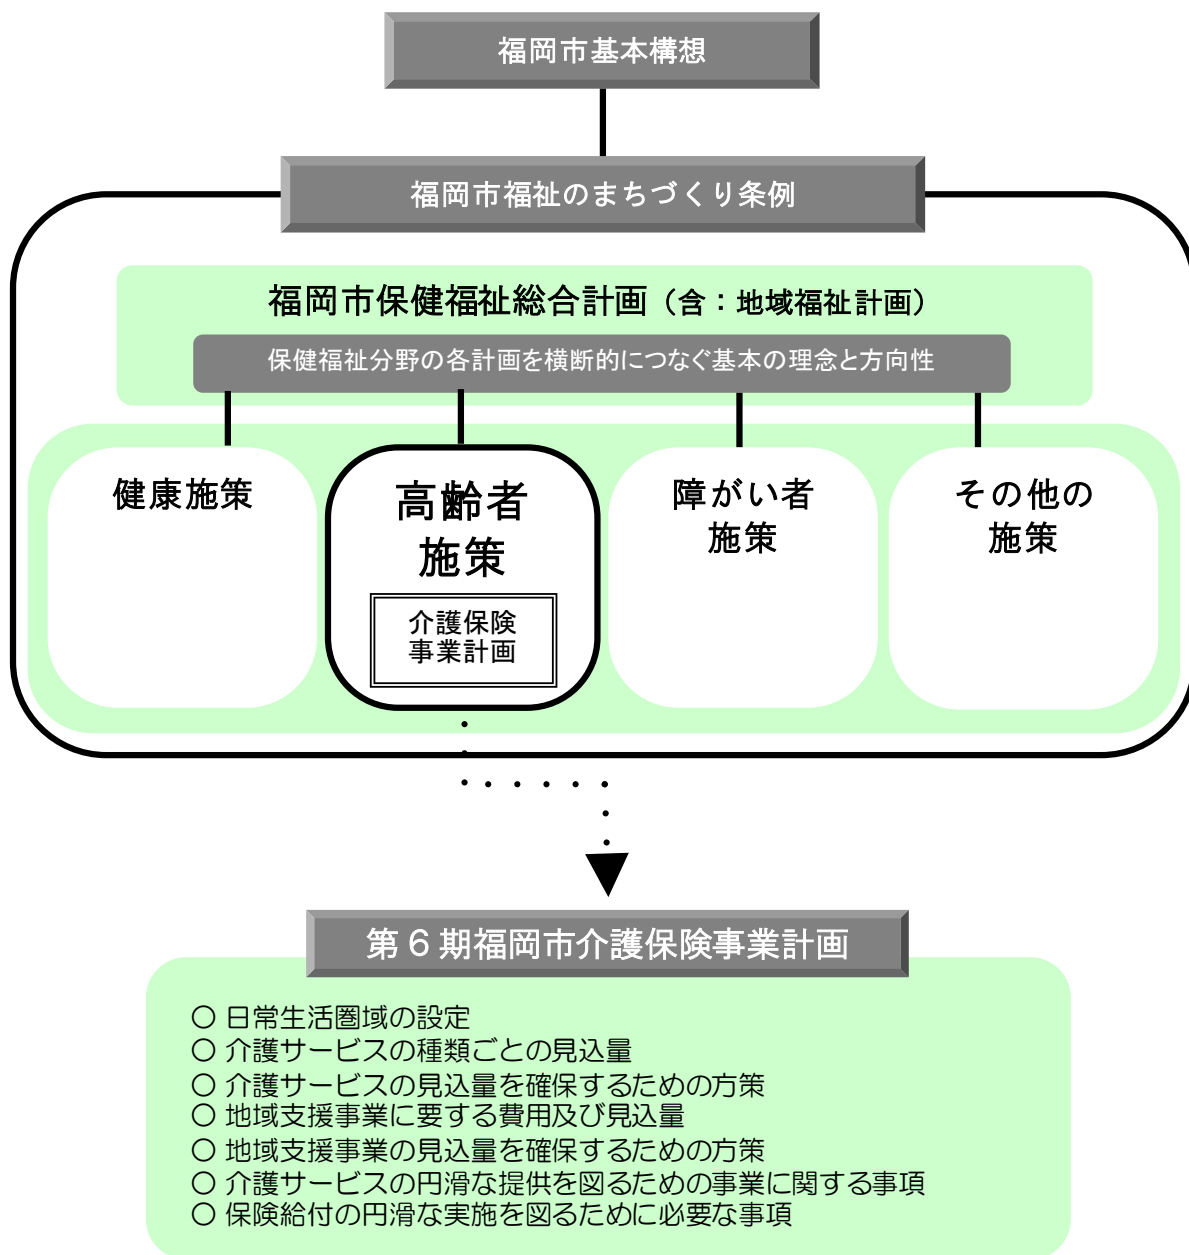 福岡市基本構想
福岡市福祉のまちづくり条例
福岡市保健福祉総合計画（含：地域福祉計画）
保健福祉分野の各計画を横断的につなぐ基本の理念と方向性
健康施策
高齢者
施策
介護保険
事業計画
障がい者
施策
その他の
施策
第６期福岡市介護保険事業計画
○ 日常生活圏域の設定
○ 介護サービスの種類ごとの見込量
○ 介護サービスの見込量を確保するための方策
○ 地域支援事業に要する費用及び見込量
○ 地域支援事業の見込量を確保するための方策
○ 介護サービスの円滑な提供を図るための事業に関する事項
○ 保険給付の円滑な実施を図るために必要な事項